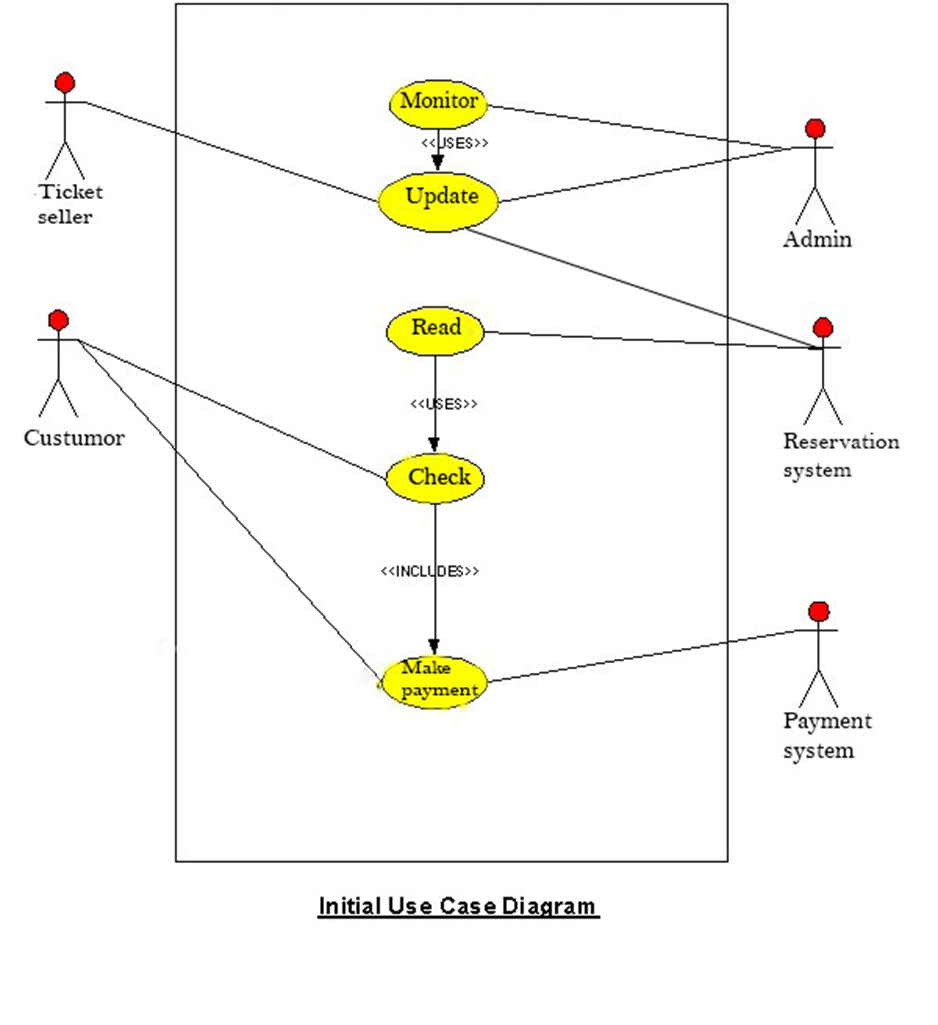 Monitor
<<USES>>
Update
Ticket
seller
Admin
Read
<<USES>>
Custumor
Reservation
system
Check
<<INCLUDES>>
Make
payment
Payment
system
Initial Use Case Diagram